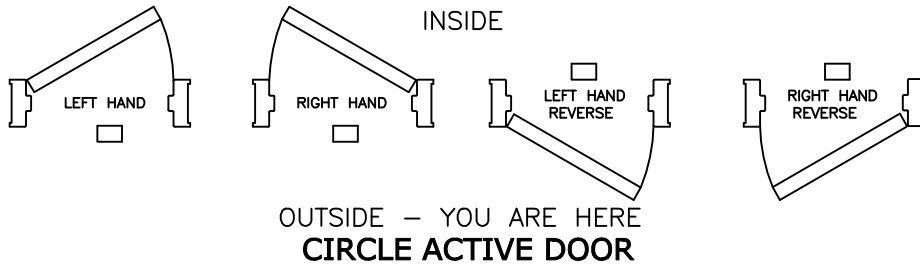 INSIDE
LEFT HAND
RIGHT HAND
LEFT HAND
REVERSE
RIGHT HAND
REVERSE
OUTSIDE – YOU ARE HERE
CIRCLE ACTIVE DOOR